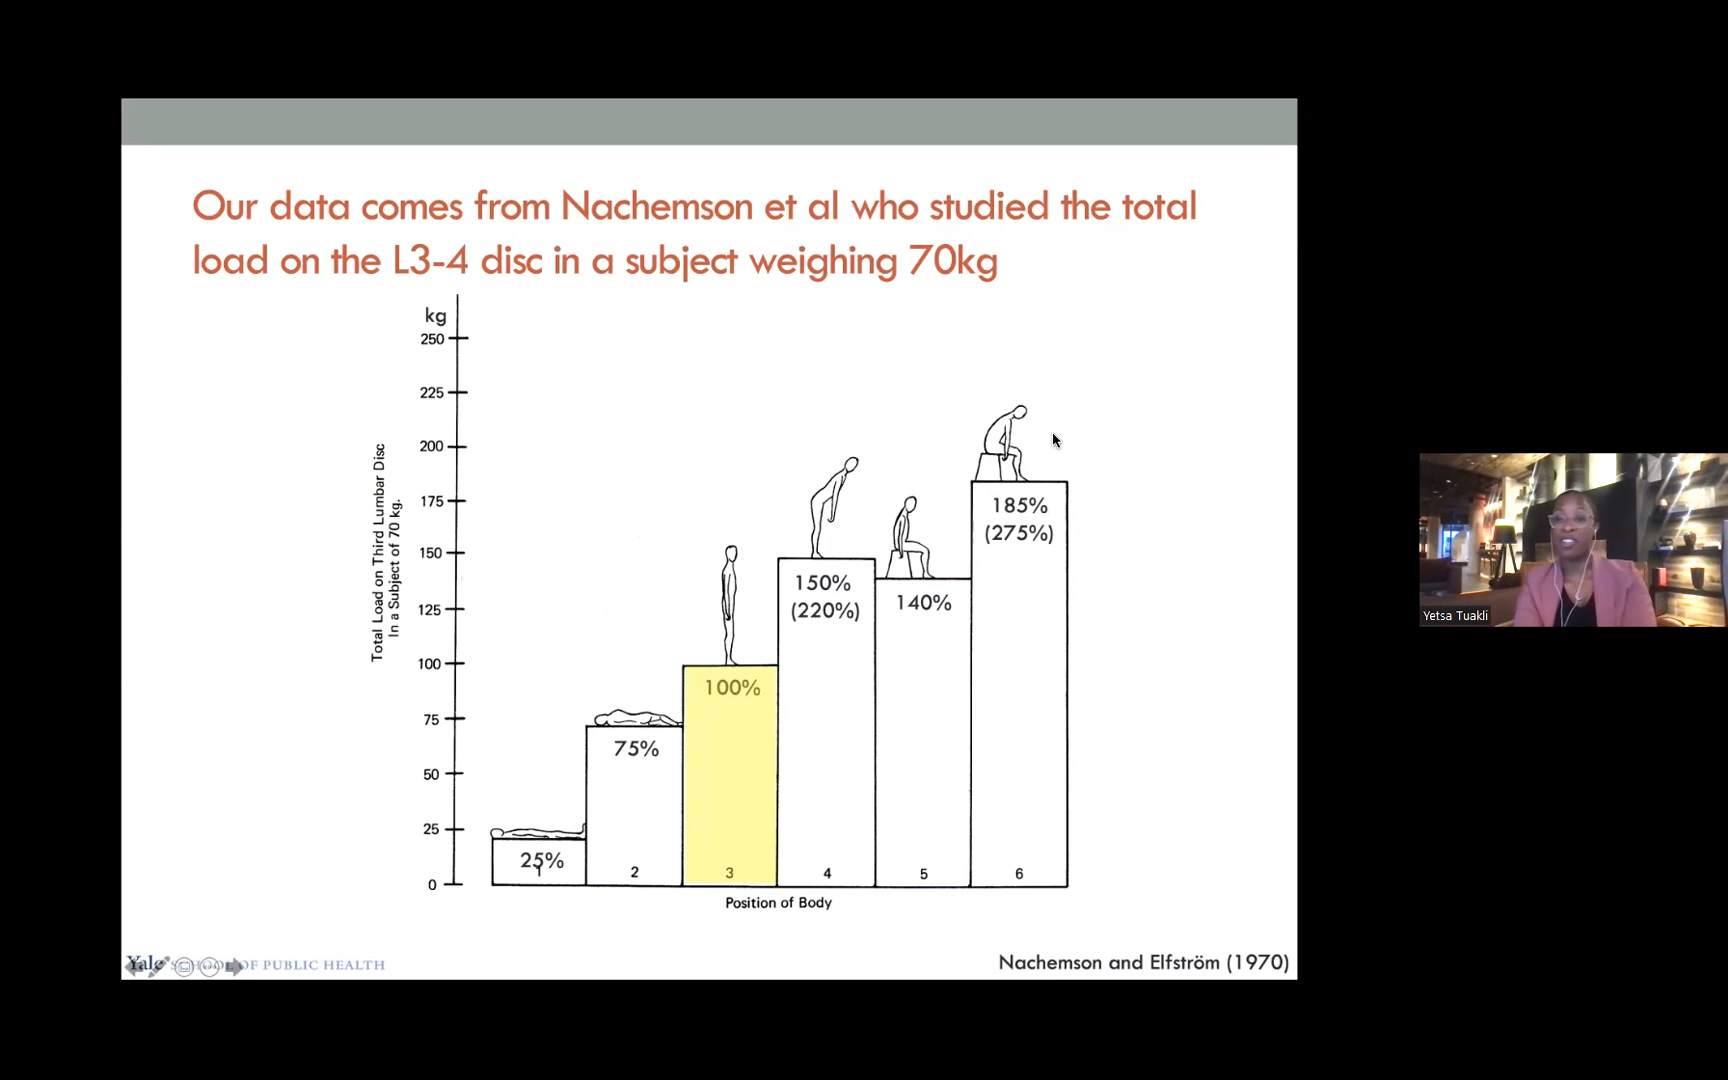 Our data comes from Nachemson et al who studied the total
load on the L3-4 disc in a subject weighing 70kg
kg
250
225
200
175
150
125
100
75
50
25
0
Total Load on Third Lumbar Disc
In a Subject of 70 kg.
25%
1
75%
2
100%
3
150%
(220%)
4
140%
5
185%
(275%)
6
Position of Body
Yale SCHOOL OF PUBLIC HEALTH
Nachemson and Elfström (1970)
Yetsa Tuakli